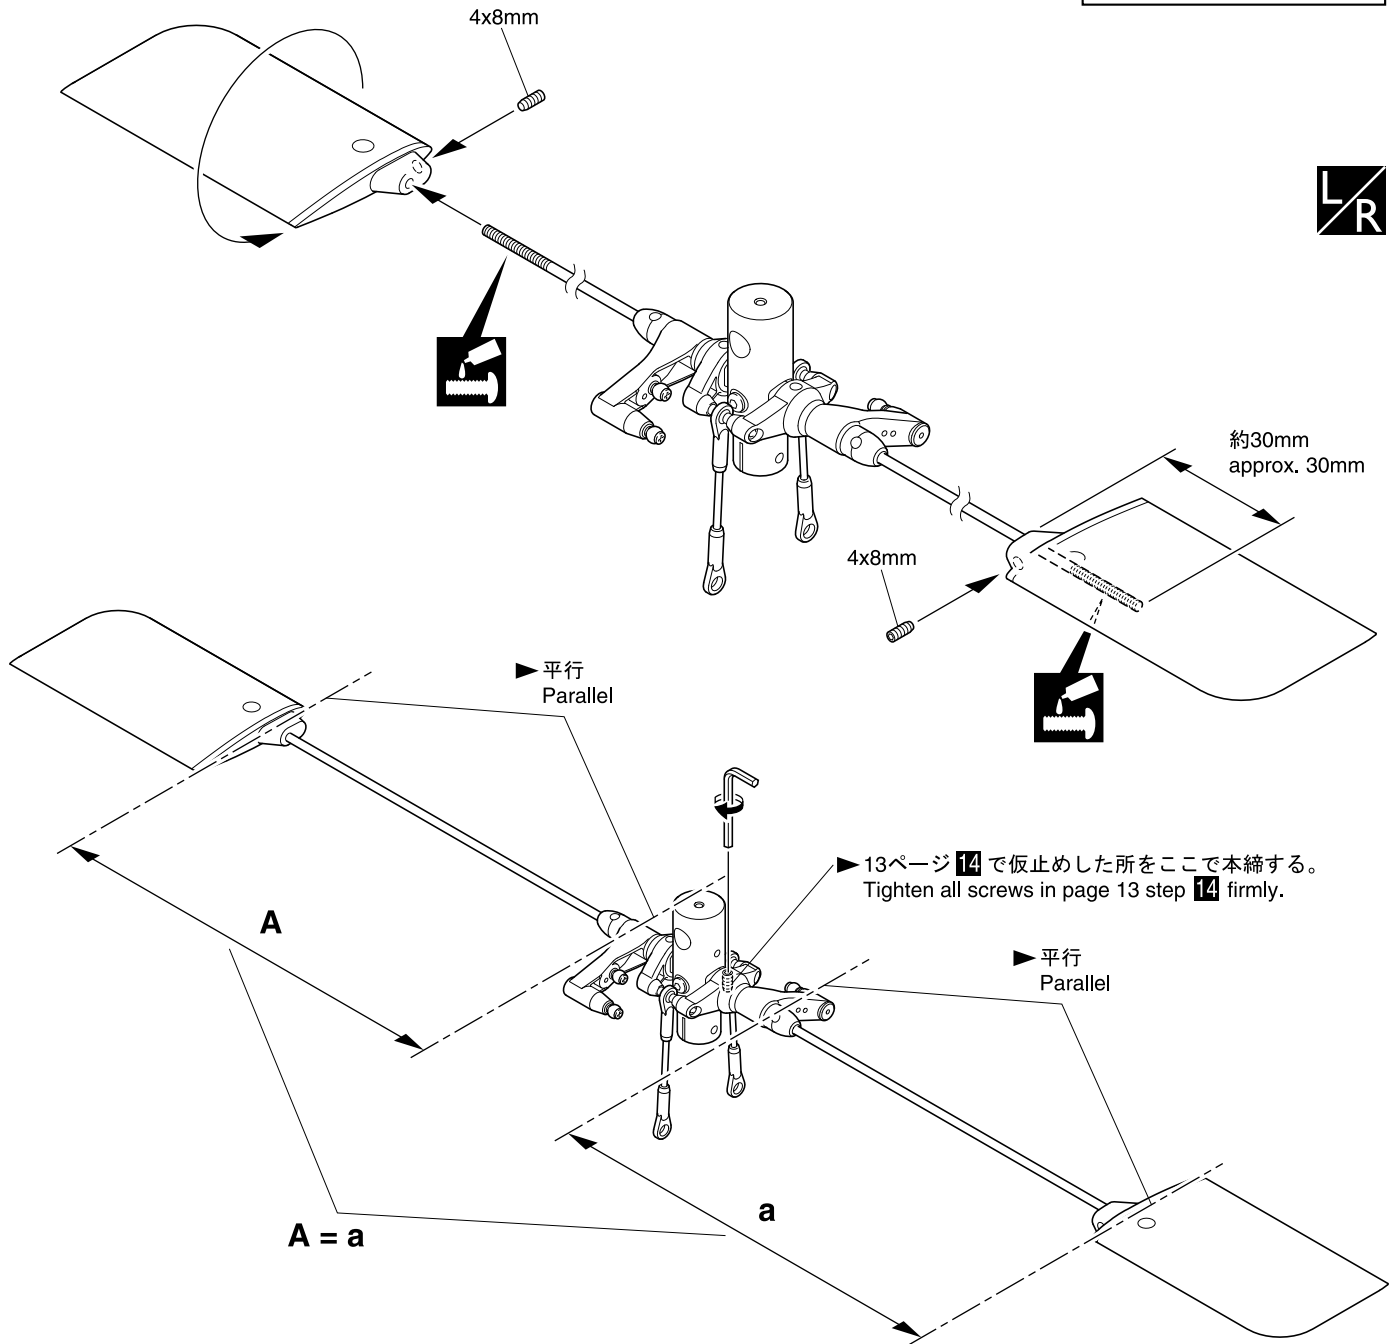 4x8mm
L/R
約30mm
approx. 30mm
4x8mm
▶ 平行
Parallel
▶ 13ページ 14 で仮止めした所をここで本締する。
Tighten all screws in page 13 step 14 firmly.
A
▶ 平行
Parallel
a
A = a